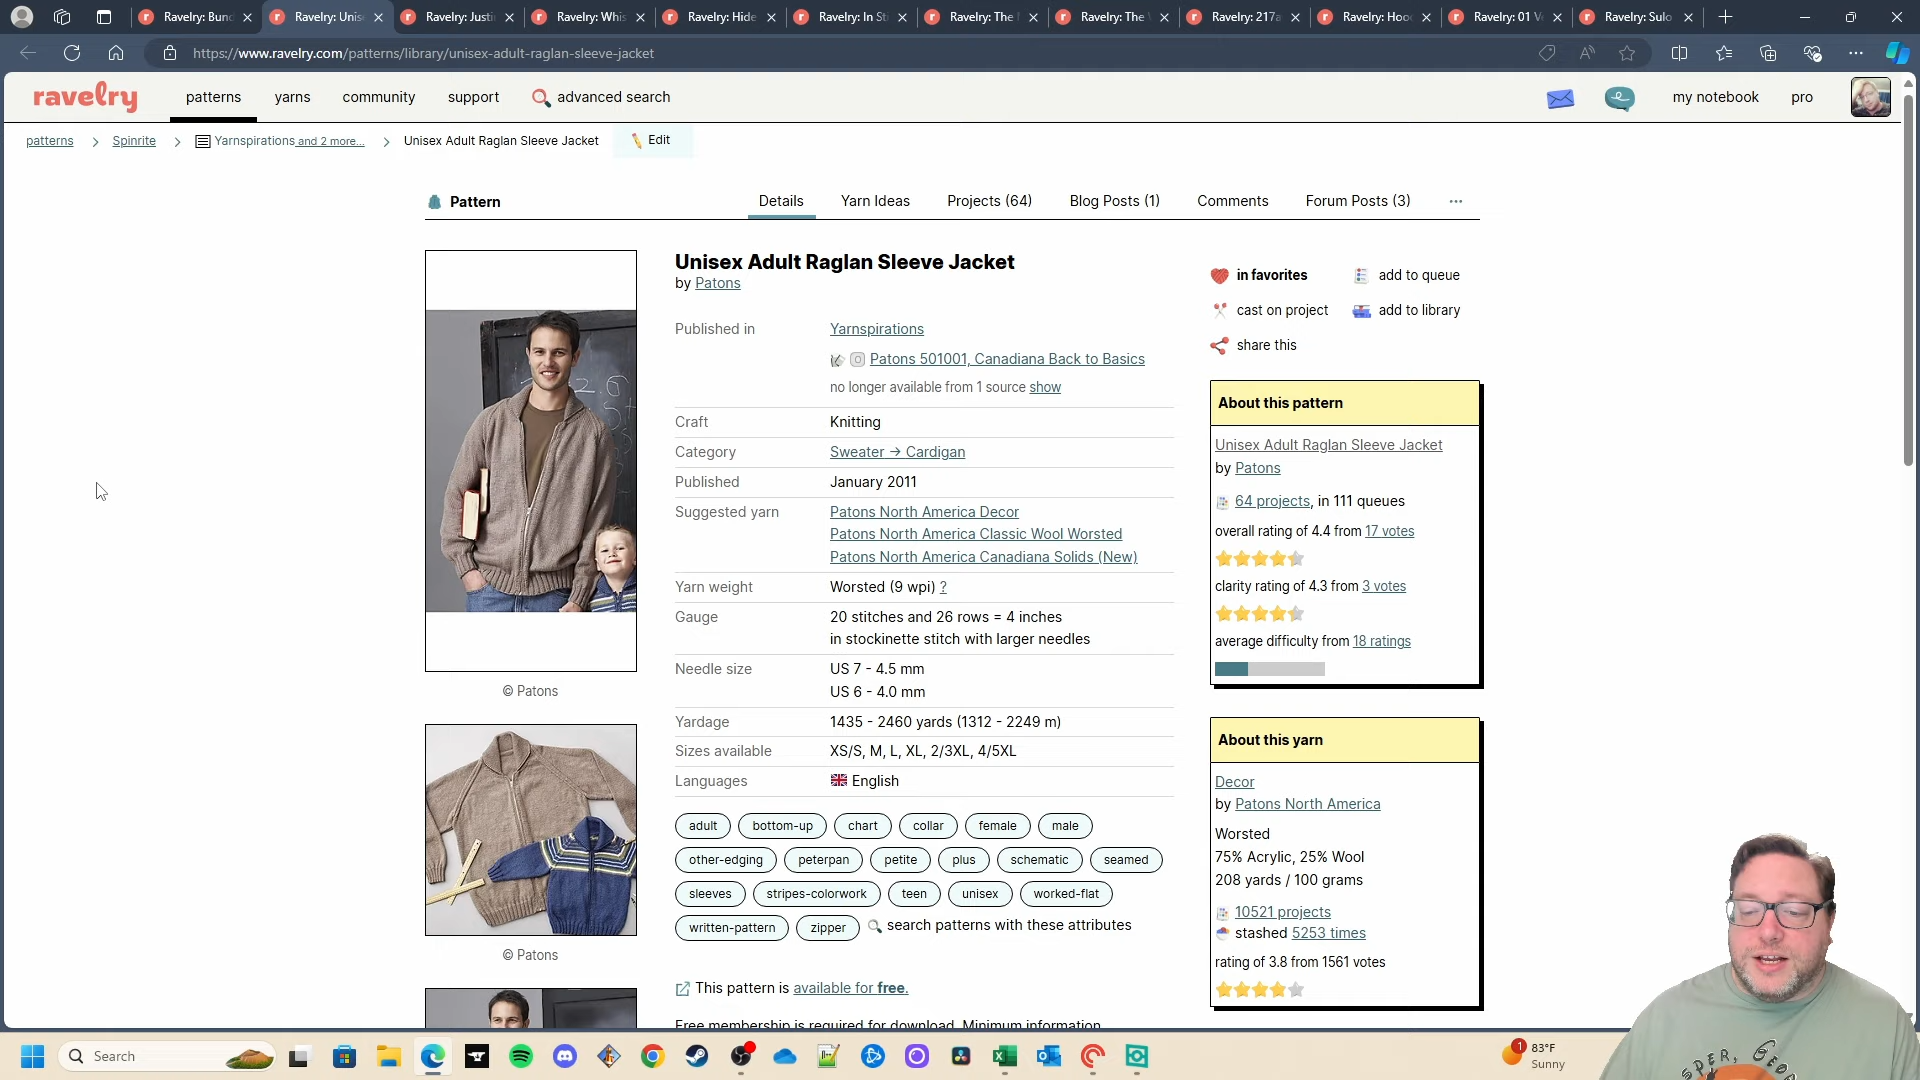 Ravelry: Bund
Ravelry: Unis
Ravelry: Justi
Ravelry: Whis
Ravelry: Hide
Ravelry: In St
Ravelry: The
Ravelry: The
Ravelry: 217a
Ravelry: Hoo
Ravelry: 01 V
Ravelry: Sulo
https://www.ravelry.com/patterns/library/unisex-adult-raglan-sleeve-jacket
ravelry patterns yarns community support advanced search my notebook pro
patterns Spinrite Yarnspirations and 2 more... Unisex Adult Raglan Sleeve Jacket Edit
Pattern Details Yarn Ideas Projects (64) Blog Posts (1) Comments Forum Posts (3) ...
Unisex Adult Raglan Sleeve Jacket
by Patons
Published in Yarnspirations
Patons 501001, Canadiana Back to Basics
no longer available from 1 source show
Craft Knitting
Category Sweater → Cardigan
Published January 2011
Suggested yarn Patons North America Decor
Patons North America Classic Wool Worsted
Patons North America Canadiana Solids (New)
Yarn weight Worsted (9 wpi) ?
Gauge 20 stitches and 26 rows = 4 inches
in stockinette stitch with larger needles
Needle size US 7 - 4.5 mm
US 6 - 4.0 mm
Yardage 1435 - 2460 yards (1312 - 2249 m)
Sizes available XS/S, M, L, XL, 2/3XL, 4/5XL
Languages English
adult bottom-up chart collar female male
other-edging peterpan petite plus schematic seamed
sleeves stripes-colorwork teen unisex worked-flat
written-pattern zipper search patterns with these attributes
This pattern is available for free.
Free membership is required for download. Minimum information
© Patons
© Patons
in favorites add to queue
cast on project add to library
share this
About this pattern
Unisex Adult Raglan Sleeve Jacket
by Patons
64 projects, in 111 queues
overall rating of 4.4 from 17 votes
clarity rating of 4.3 from 3 votes
average difficulty from 18 ratings
About this yarn
Decor
by Patons North America
Worsted
75% Acrylic, 25% Wool
208 yards / 100 grams
10521 projects
stashed 5253 times
rating of 3.8 from 1561 votes
Search
1
83°F
Sunny